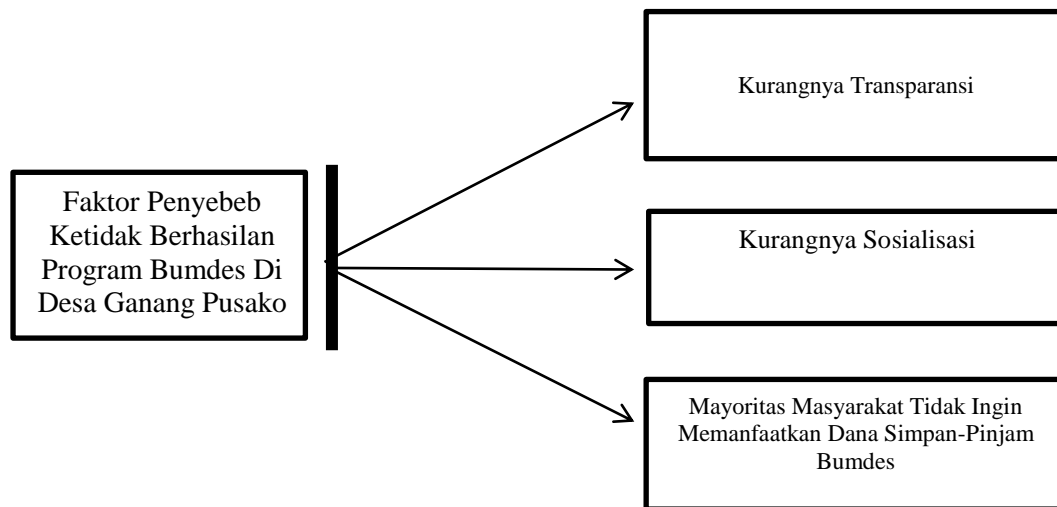 Faktor Penyebeb
Ketidak Berhasilan
Program Bumdes Di
Desa Ganang Pusako
Kurangnya Transparansi
Kurangnya Sosialisasi
Mayoritas Masyarakat Tidak Ingin
Memanfaatkan Dana Simpan-Pinjam
Bumdes